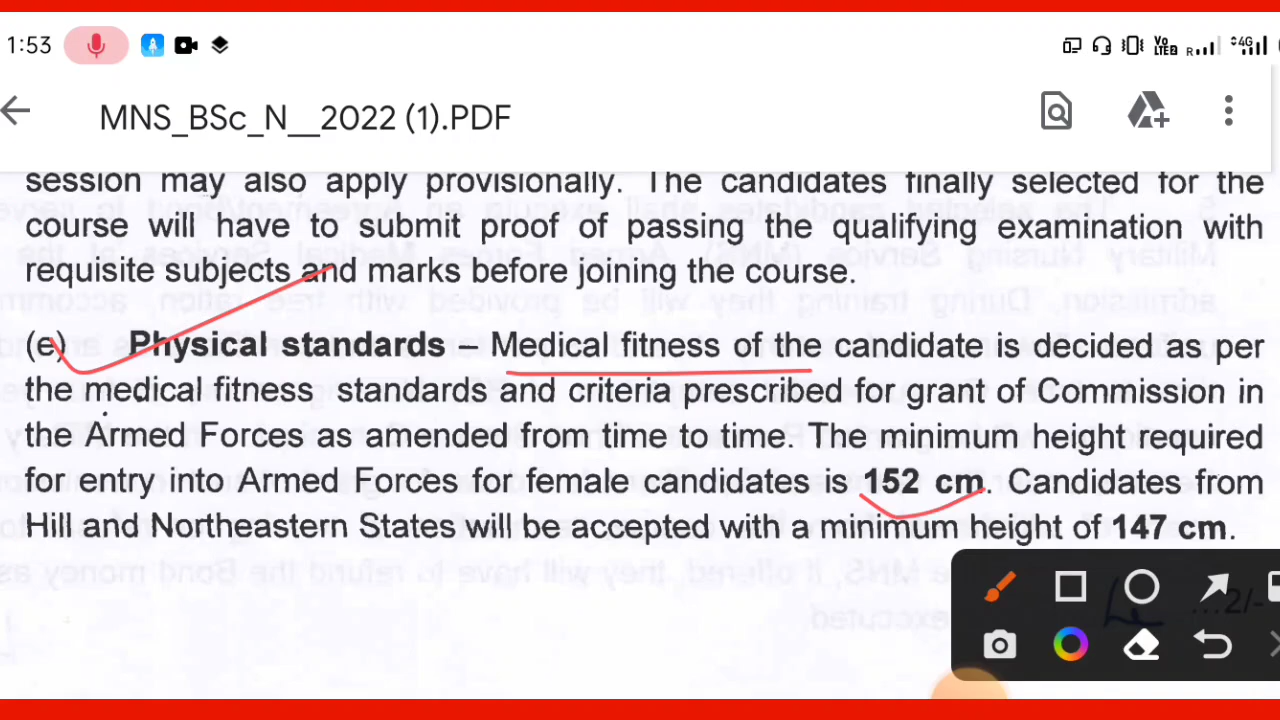 1:53 Vo LTE2 R 4G
MNS_BSc_N__2022 (1).PDF
session may also apply provisionally. The candidates finally selected for the
course will have to submit proof of passing the qualifying examination with
requisite subjects and marks before joining the course.
(e) Physical standards – Medical fitness of the candidate is decided as per
the medical fitness standards and criteria prescribed for grant of Commission in
the Armed Forces as amended from time to time. The minimum height required
for entry into Armed Forces for female candidates is 152 cm. Candidates from
Hill and Northeastern States will be accepted with a minimum height of 147 cm.
...2/-